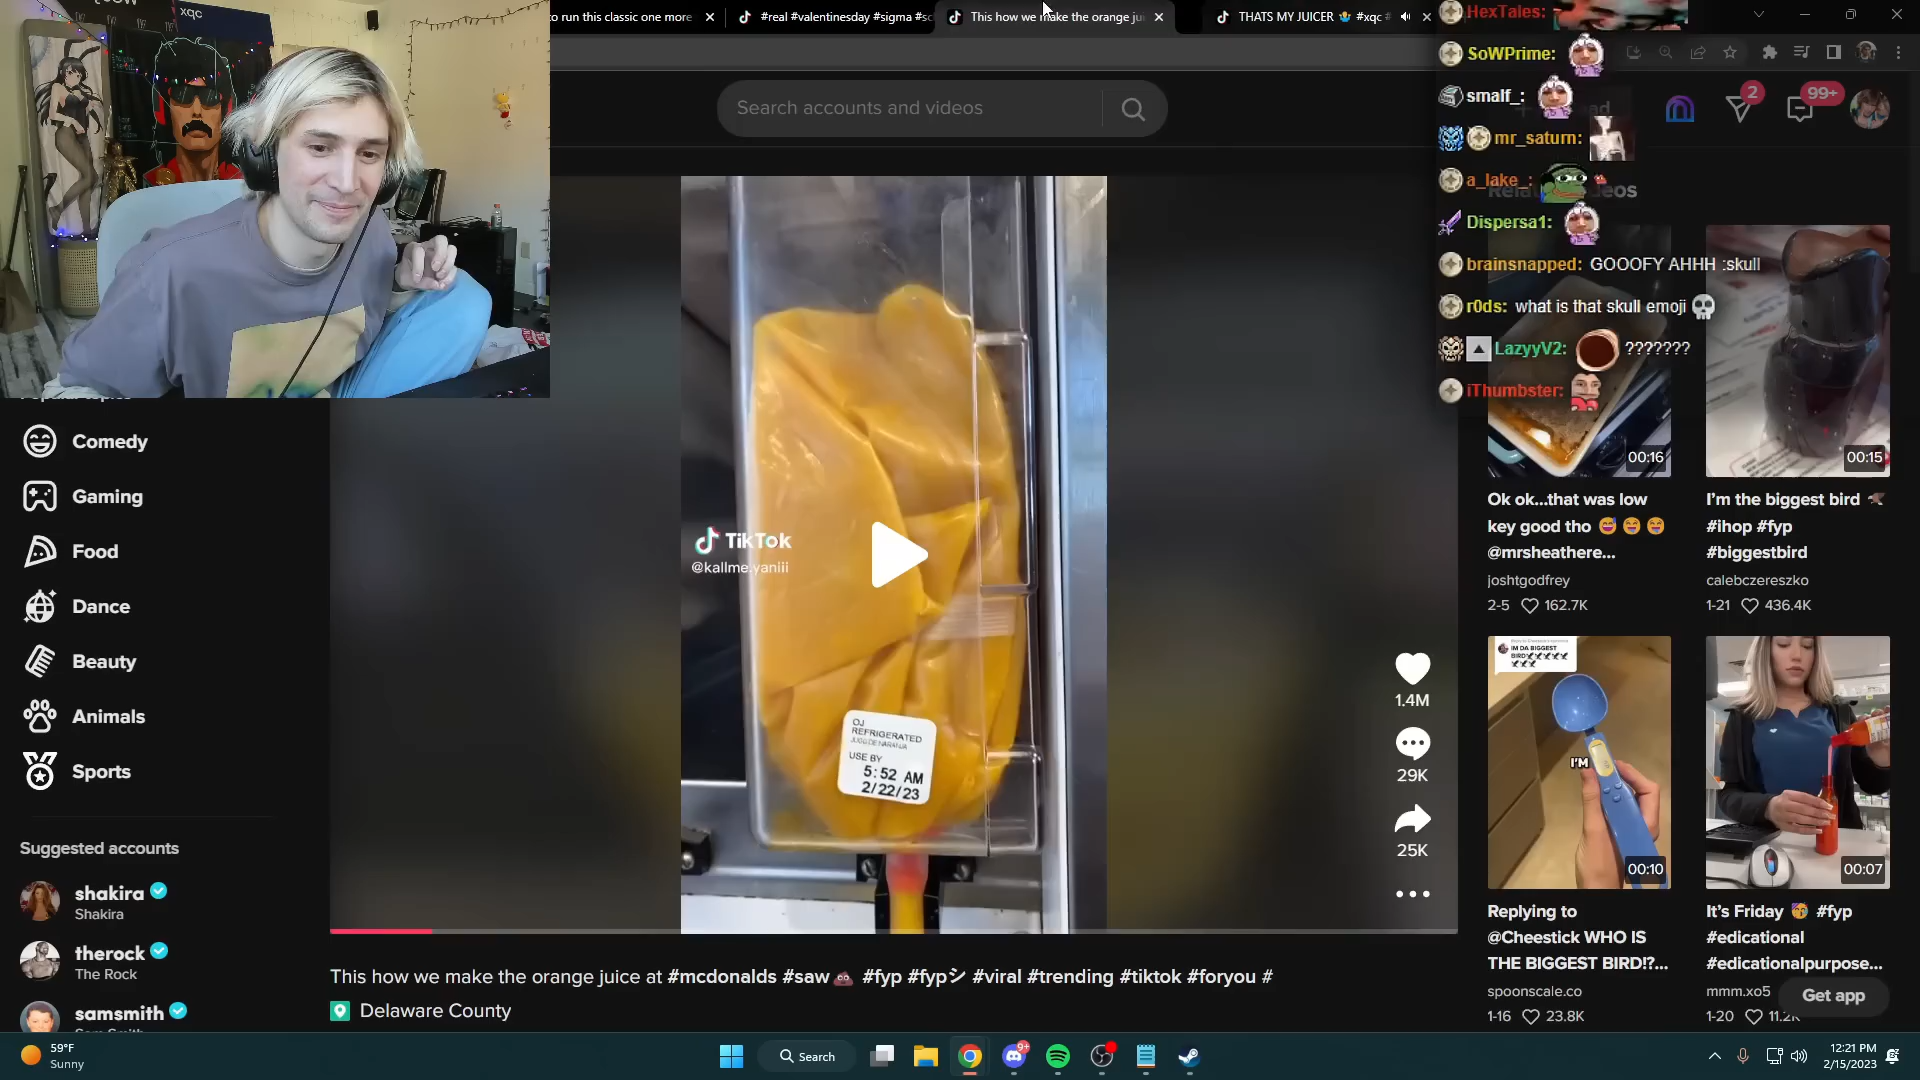 xqc
to run this classic one more
#real #valentinesday #sigma #sc
This how we make the orange ju
THATS MY JUICER 🤹 #xqc #
HexTales:
SoWPrime:
smalf_:
mr_saturn:
a_lake_:
Dispersa1:
brainsnapped: GOOOFY AHHH :skull
r0ds: what is that skull emoji 💀
LazyyV2: ???????
iThumbster:
Search accounts and videos
2
99+
Comedy
Gaming
Food
Dance
Beauty
Animals
Sports
Suggested accounts
shakira
Shakira
therock
The Rock
samsmith
TikTok
@kallme.yaniii
OJ
REFRIGERATED
JUGO DE NARANJA
USE BY
5:52 AM
2/22/23
1.4M
29K
25K
This how we make the orange juice at #mcdonalds #saw💩 #fyp #fypシ #viral #trending #tiktok #foryou #
Delaware County
00:16
Ok ok...that was low
key good tho 😅😄😄
@mrsheathere...
joshtgodfrey
2-5 162.7K
00:15
I'm the biggest bird
#ihop #fyp
#biggestbird
calebczereszko
1-21 436.4K
IM DA BIGGEST
BIRD
I'M
00:10
Replying to
@Cheestick WHO IS
THE BIGGEST BIRD!?...
spoonscale.co
1-16 23.8K
00:07
It's Friday 🥳 #fyp
#edicational
#edicationalpurpose...
mmm.xo5
1-20 11.2K
Get app
59°F
Sunny
Search
9+
12:21 PM
2/15/2023